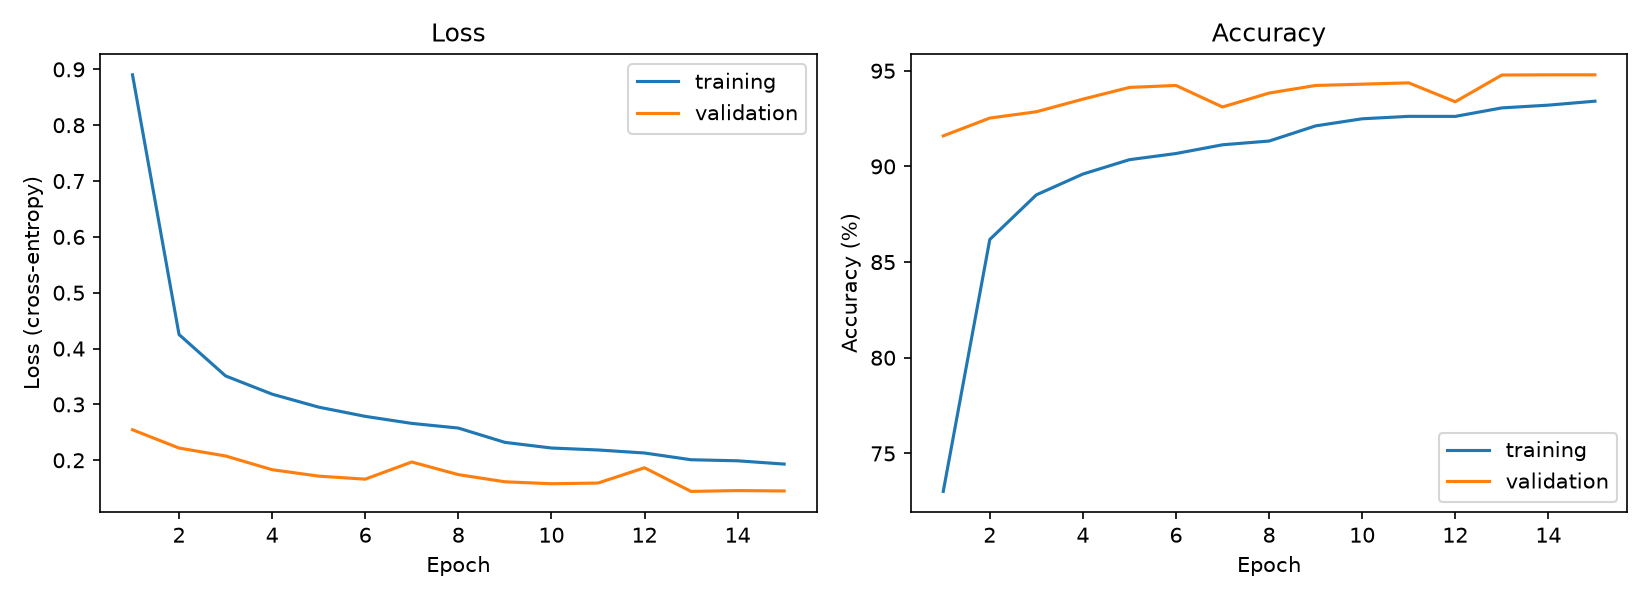 Loss
Loss (cross-entropy)
0.9
0.8
0.7
0.6
0.5
0.4
0.3
0.2
training
validation
2 4 6 8 10 12 14
Epoch
Accuracy
Accuracy (%)
95
90
85
80
75
training
validation
2 4 6 8 10 12 14
Epoch